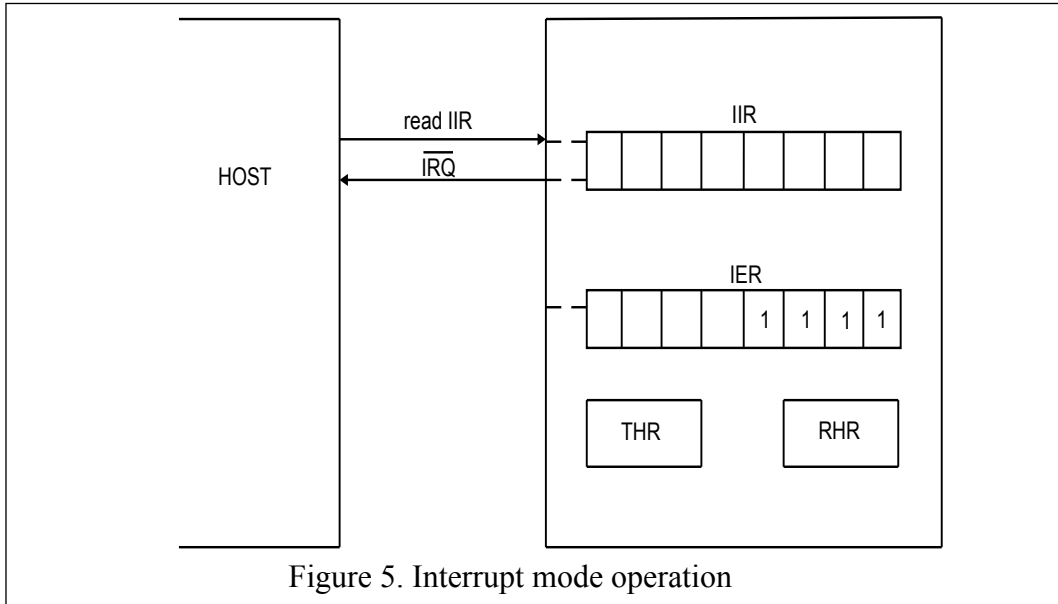 read IIR
IIR
IRQ
HOST
IER
1 1 1 1
THR RHR
Figure 5. Interrupt mode operation